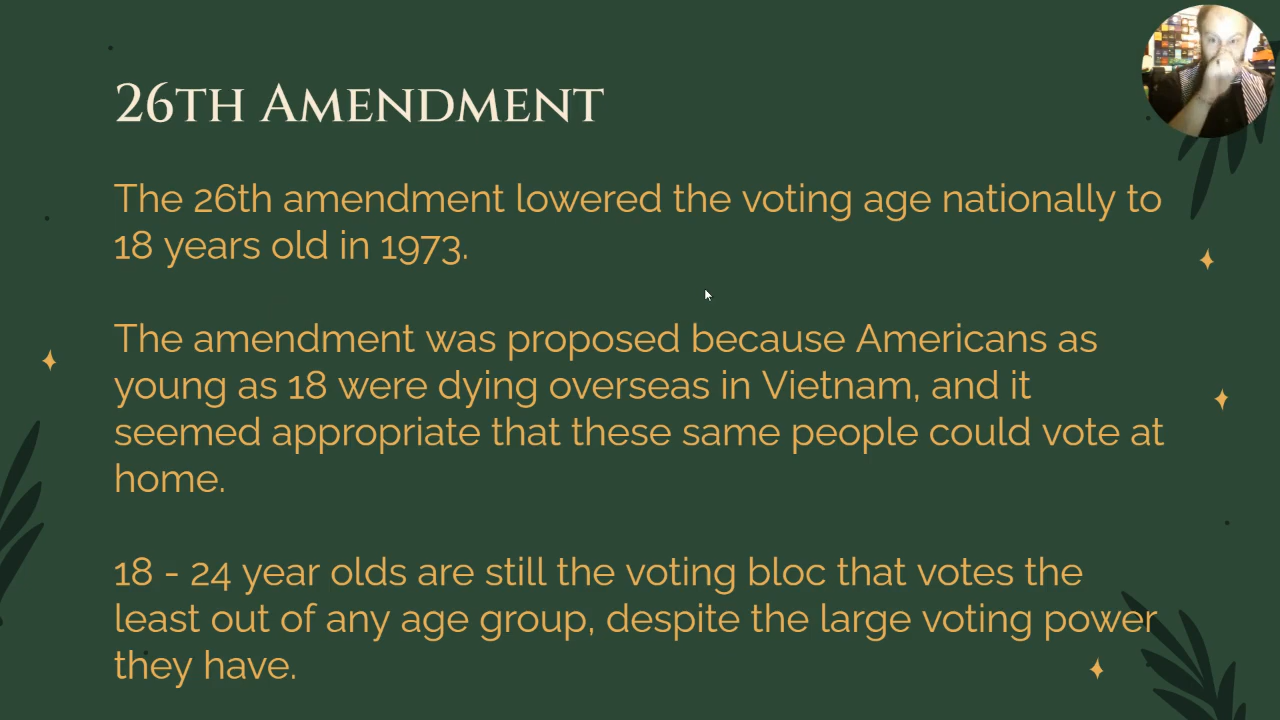 26TH AMENDMENT
The 26th amendment lowered the voting age nationally to
18 years old in 1973.
The amendment was proposed because Americans as
young as 18 were dying overseas in Vietnam, and it
seemed appropriate that these same people could vote at
home.
18 - 24 year olds are still the voting bloc that votes the
least out of any age group, despite the large voting power
they have.